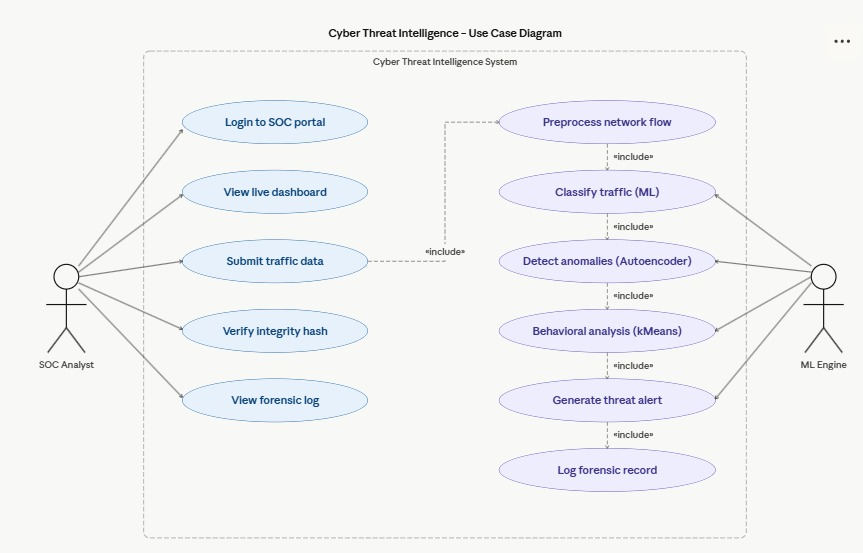 Cyber Threat Intelligence – Use Case Diagram
Cyber Threat Intelligence System
Login to SOC portal
Preprocess network flow
«include»
View live dashboard
Classify traffic (ML)
«include»
«include»
Submit traffic data
Detect anomalies (Autoencoder)
«include»
Verify integrity hash
Behavioral analysis (kMeans)
SOC Analyst
«include»
ML Engine
View forensic log
Generate threat alert
«include»
Log forensic record